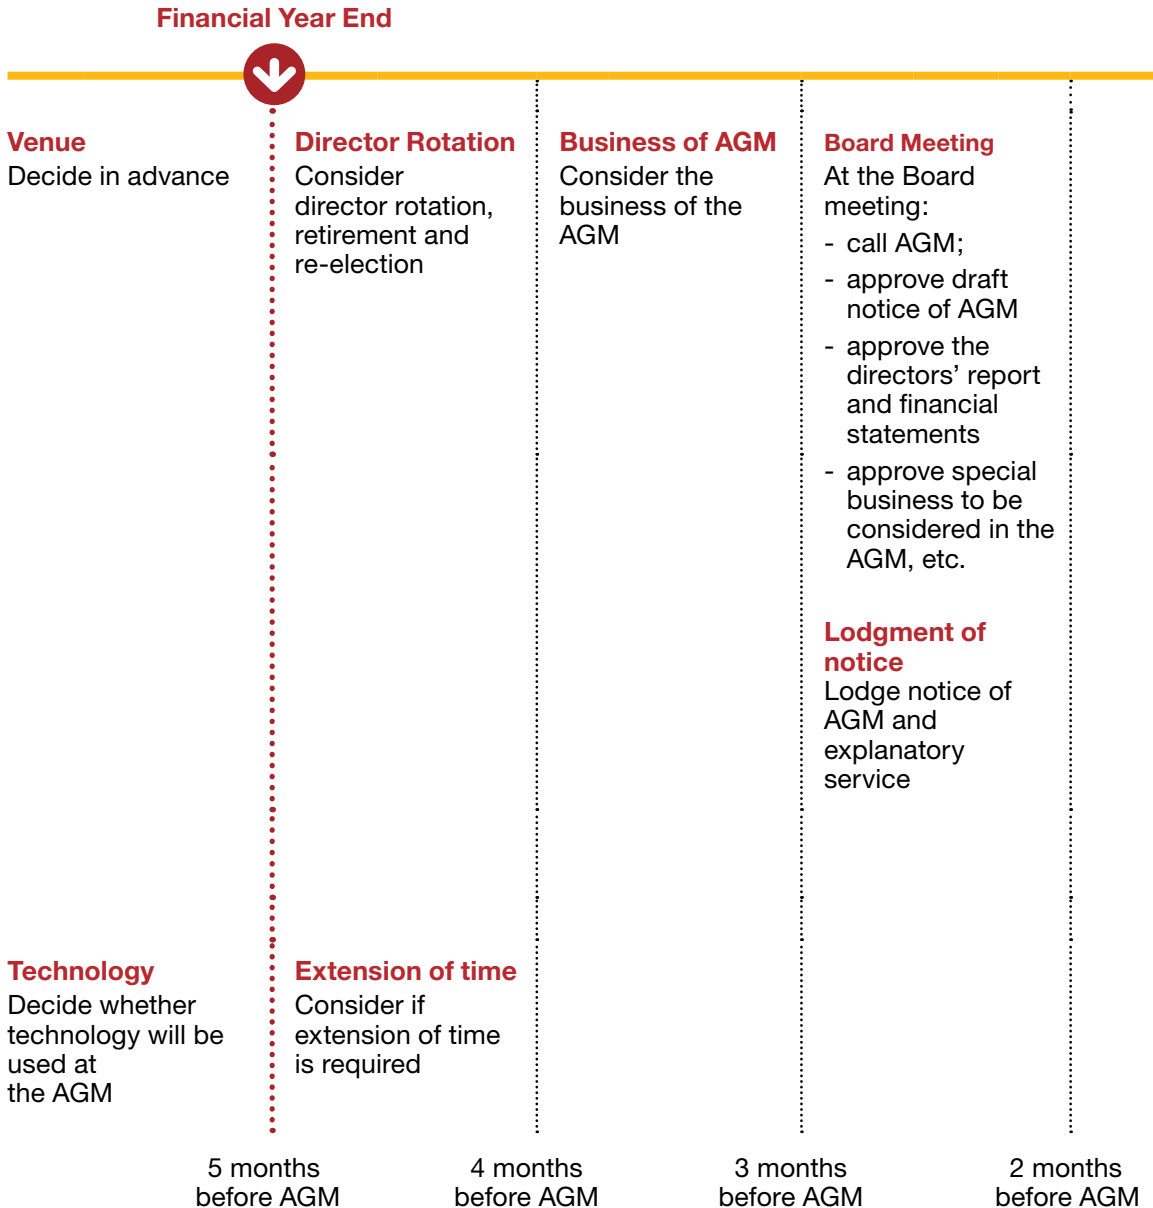 Financial Year End
Venue
Decide in advance
Technology
Decide whether
technology will be
used at
the AGM
Director Rotation
Consider
director rotation,
retirement and
re-election
Extension of time
Consider if
extension of time
is required
Business of AGM
Consider the
business of the
AGM
Board Meeting
At the Board
meeting:
- call AGM;
- approve draft
notice of AGM
- approve the
directors’ report
and financial
statements
- approve special
business to be
considered in the
AGM, etc.
Lodgment of
notice
Lodge notice of
AGM and
explanatory
service
5 months
before AGM
4 months
before AGM
3 months
before AGM
2 months
before AGM